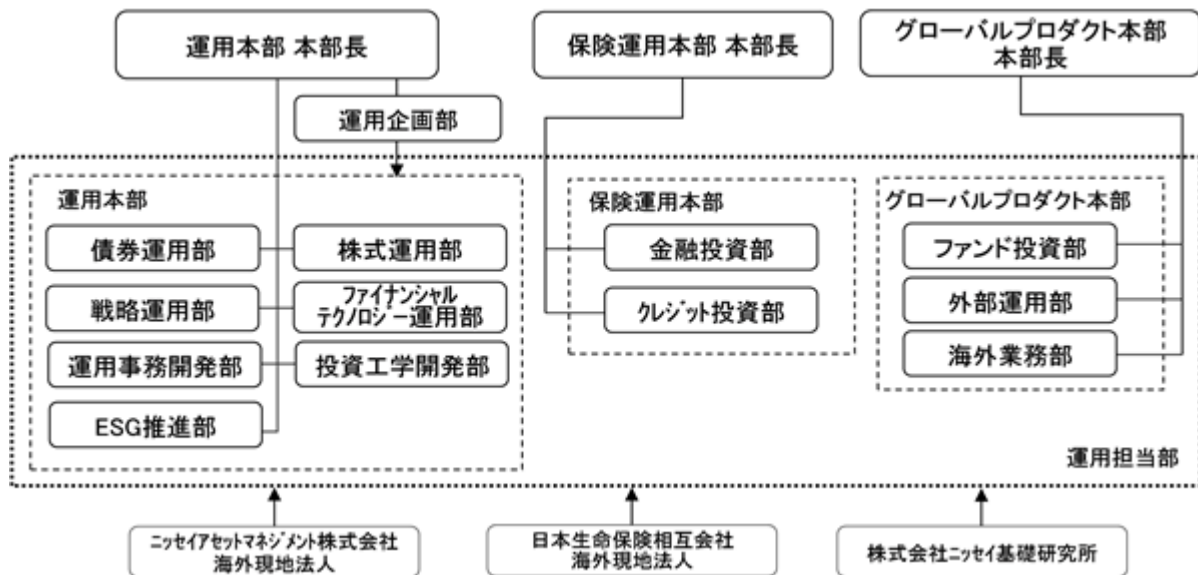 運用本部 本部長
保険運用本部 本部長
グローバルプロダクト本部
本部長
運用企画部
運用本部
債券運用部
株式運用部
戦略運用部
ファイナンシャル
テクノロジー運用部
運用事務開発部
投資工学開発部
ESG推進部
保険運用本部
金融投資部
クレジット投資部
グローバルプロダクト本部
ファンド投資部
外部運用部
海外業務部
運用担当部
ニッセイアセットマネジメント株式会社
海外現地法人
日本生命保険相互会社
海外現地法人
株式会社ニッセイ基礎研究所